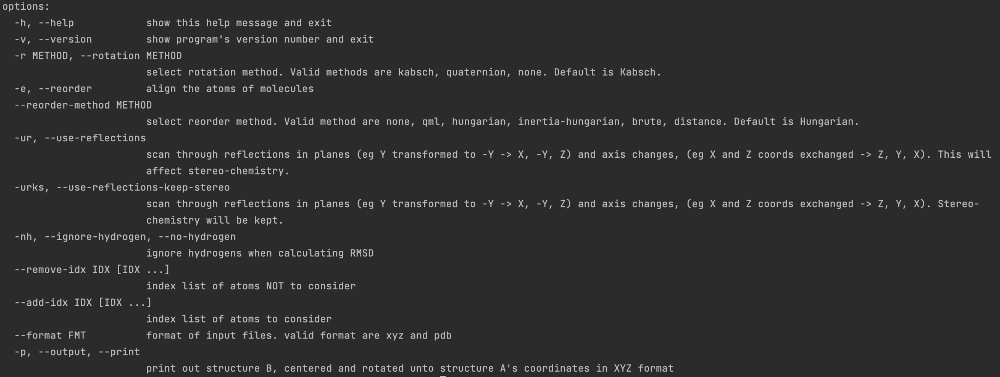 options:
-h, --help show this help message and exit
-v, --version show program's version number and exit
-r METHOD, --rotation METHOD
select rotation method. Valid methods are kabsch, quaternion, none. Default is Kabsch.
-e, --reorder align the atoms of molecules
--reorder-method METHOD
select reorder method. Valid method are none, qml, hungarian, inertia-hungarian, brute, distance. Default is Hungarian.
-ur, --use-reflections
scan through reflections in planes (eg Y transformed to -Y -> X, -Y, Z) and axis changes, (eg X and Z coords exchanged -> Z, Y, X). This will
affect stereo-chemistry.
-urks, --use-reflections-keep-stereo
scan through reflections in planes (eg Y transformed to -Y -> X, -Y, Z) and axis changes, (eg X and Z coords exchanged -> Z, Y, X). Stereo-
chemistry will be kept.
-nh, --ignore-hydrogen, --no-hydrogen
ignore hydrogens when calculating RMSD
--remove-idx IDX [IDX ...]
index list of atoms NOT to consider
--add-idx IDX [IDX ...]
index list of atoms to consider
--format FMT format of input files. valid format are xyz and pdb
-p, --output, --print
print out structure B, centered and rotated unto structure A's coordinates in XYZ format